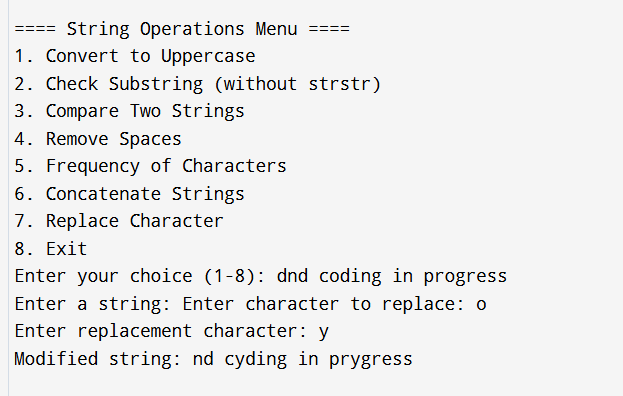 ==== String Operations Menu ====
1. Convert to Uppercase
2. Check Substring (without strstr)
3. Compare Two Strings
4. Remove Spaces
5. Frequency of Characters
6. Concatenate Strings
7. Replace Character
8. Exit
Enter your choice (1-8): dnd coding in progress
Enter a string: Enter character to replace: o
Enter replacement character: y
Modified string: nd cyding in prygress